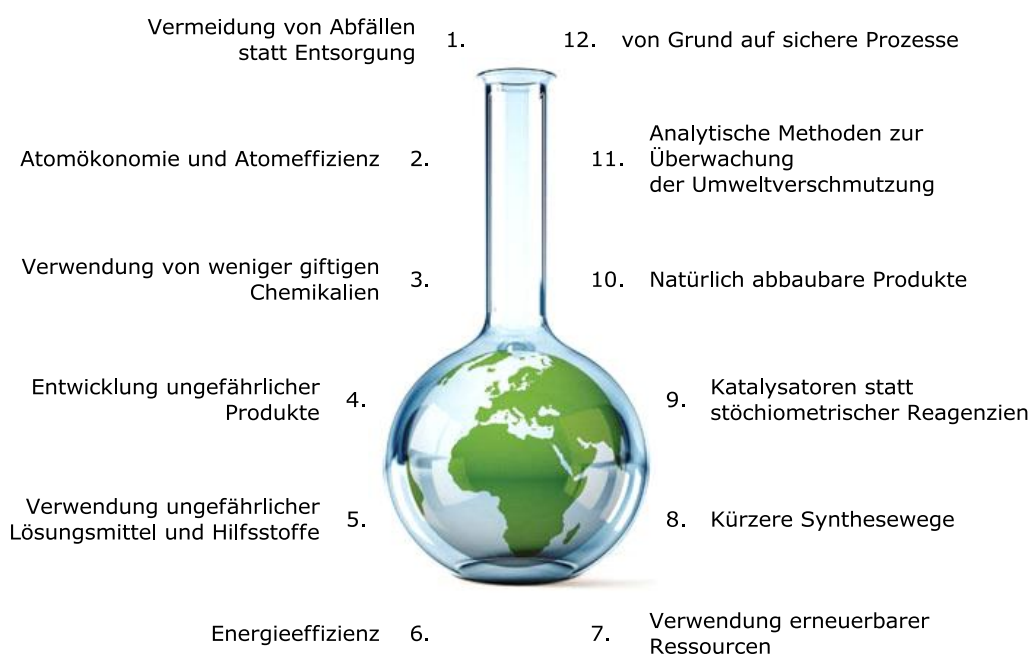 Vermeidung von Abfällen
statt Entsorgung
1.
Atomökonomie und Atomeffizienz 2.
Verwendung von weniger giftigen
Chemikalien
3.
Entwicklung ungefährlicher
Produkte
4.
Verwendung ungefährlicher
Lösungsmittel und Hilfsstoffe
5.
Energieeffizienz 6.
7. Verwendung erneuerbarer
Ressourcen
8. Kürzere Synthesewege
9. Katalysatoren statt
stöchiometrischer Reagenzien
10. Natürlich abbaubare Produkte
11. Analytische Methoden zur
Überwachung
der Umweltverschmutzung
12. von Grund auf sichere Prozesse